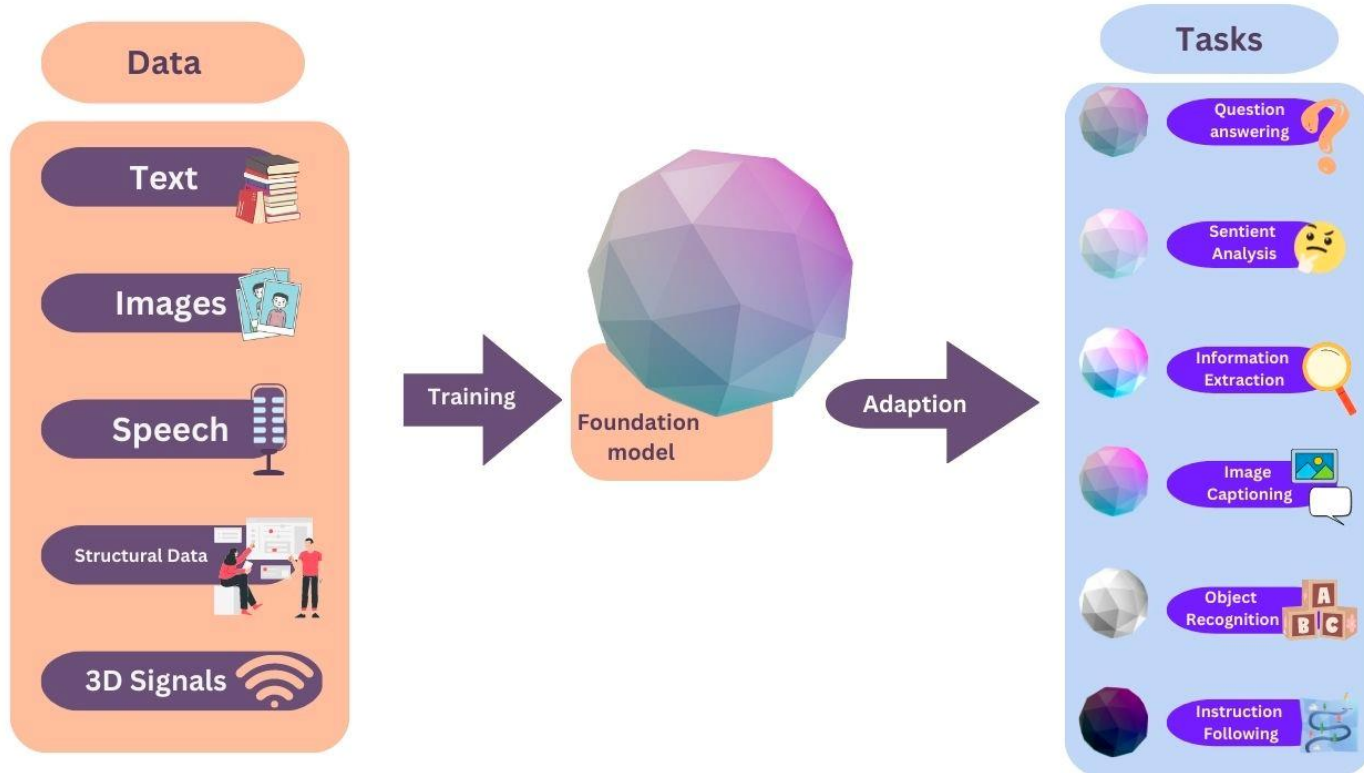 Data
Text
Images
Speech
Structural Data
3D Signals
Training
Foundation
model
Adaption
Tasks
Question
answering
Sentient
Analysis
Information
Extraction
Image
Captioning
Object
Recognition
A
B C
Instruction
Following